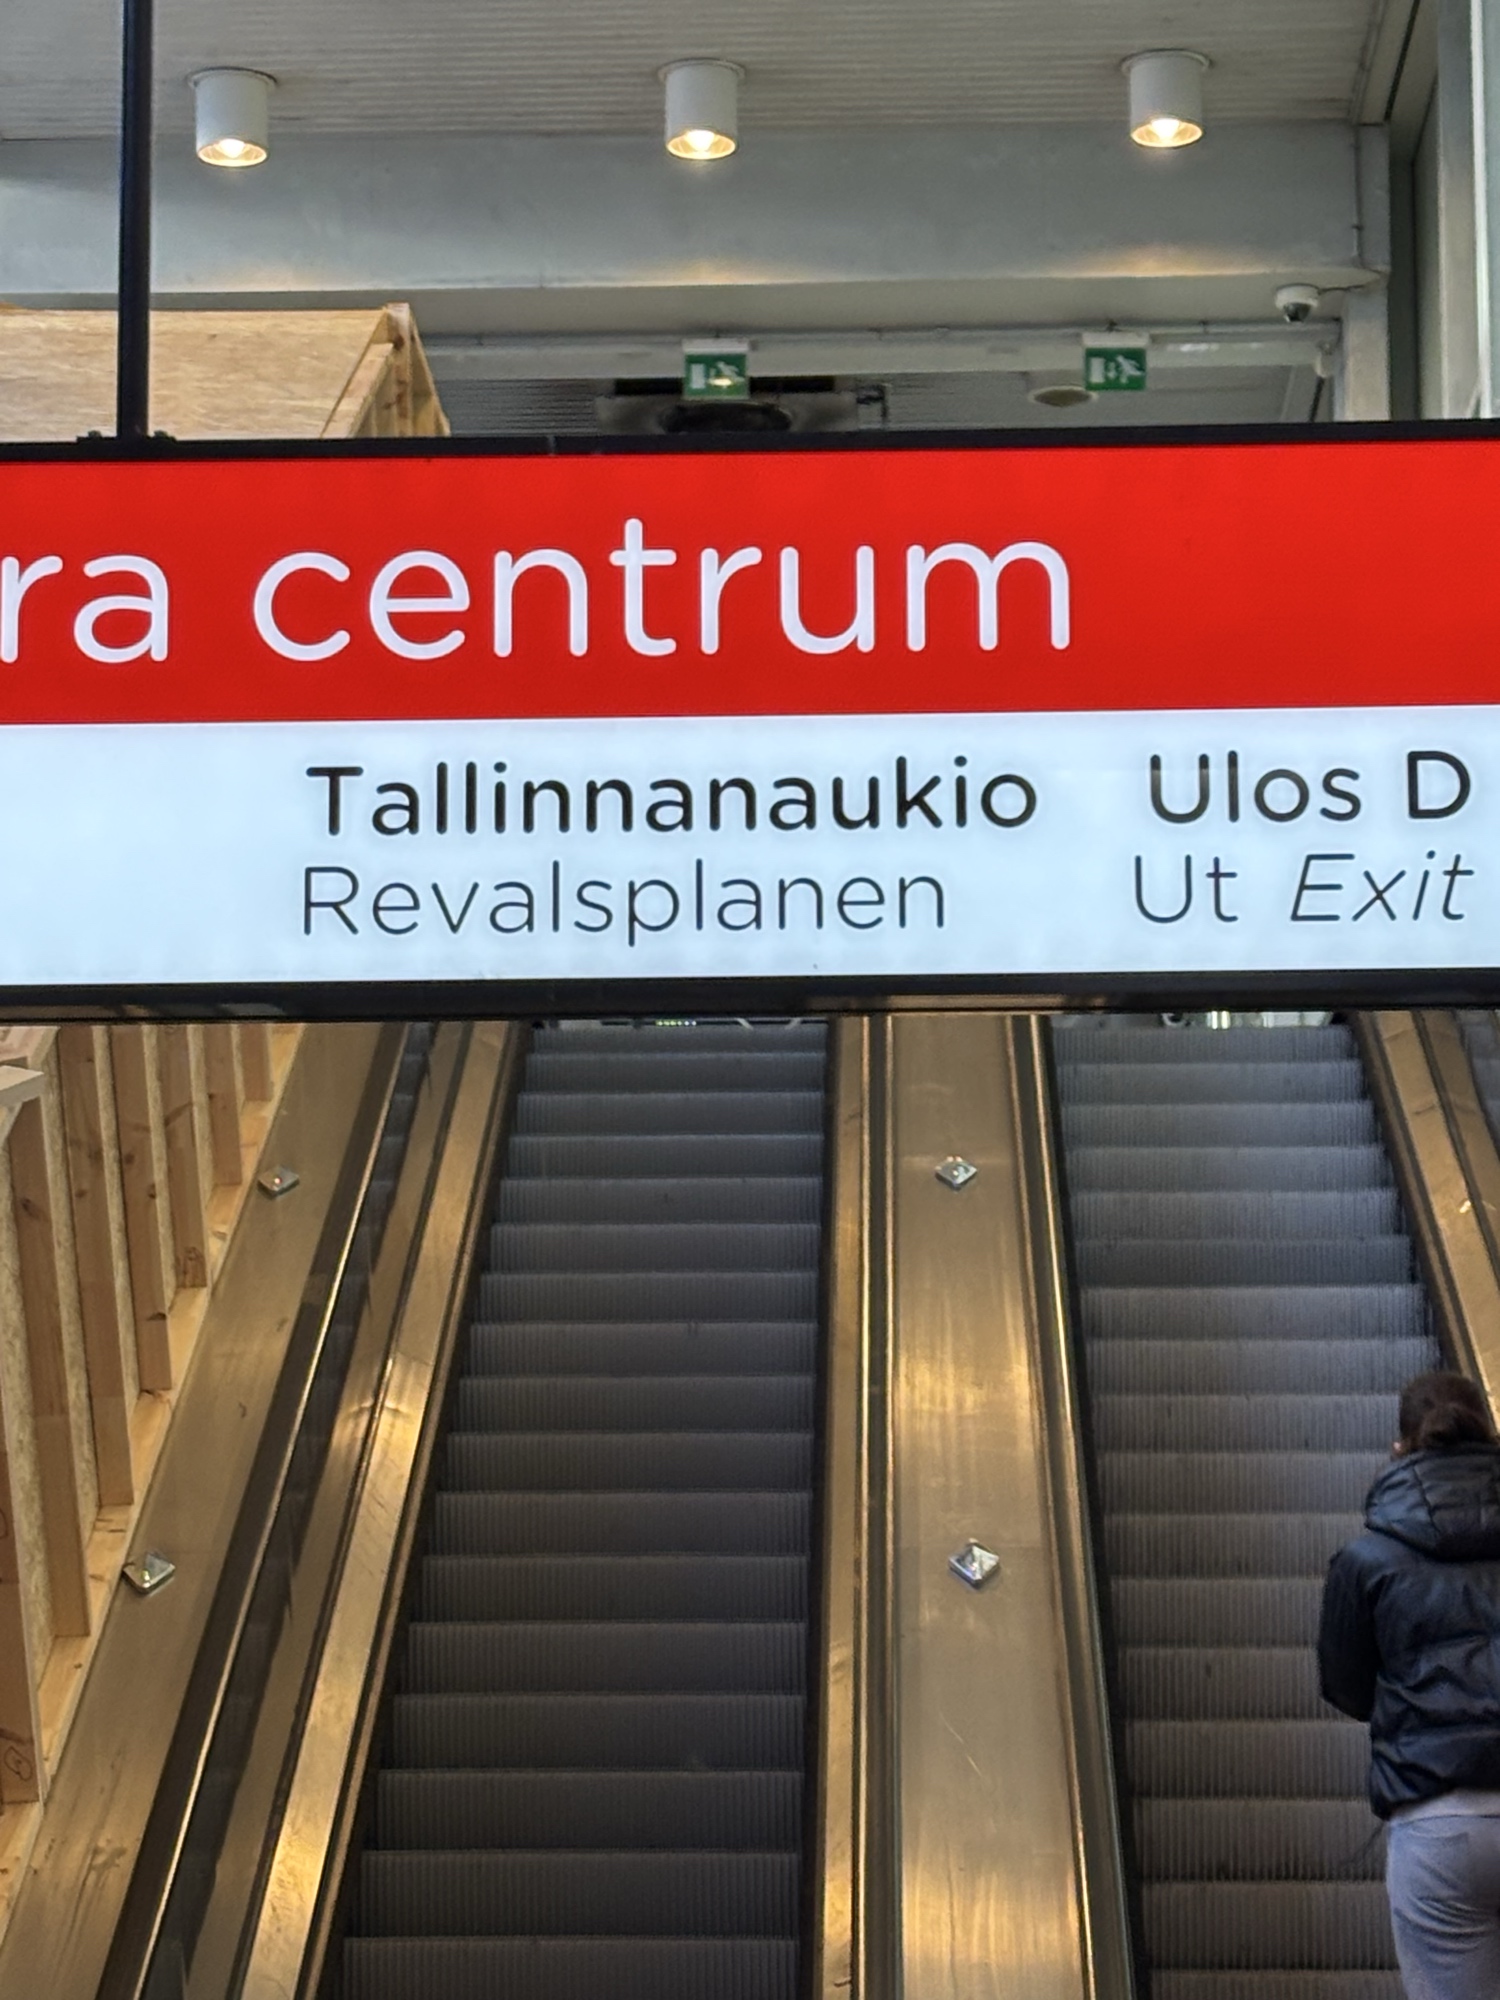 ra centrum
Tallinnanaukio Ulos D
Revalsplanen Ut Exit